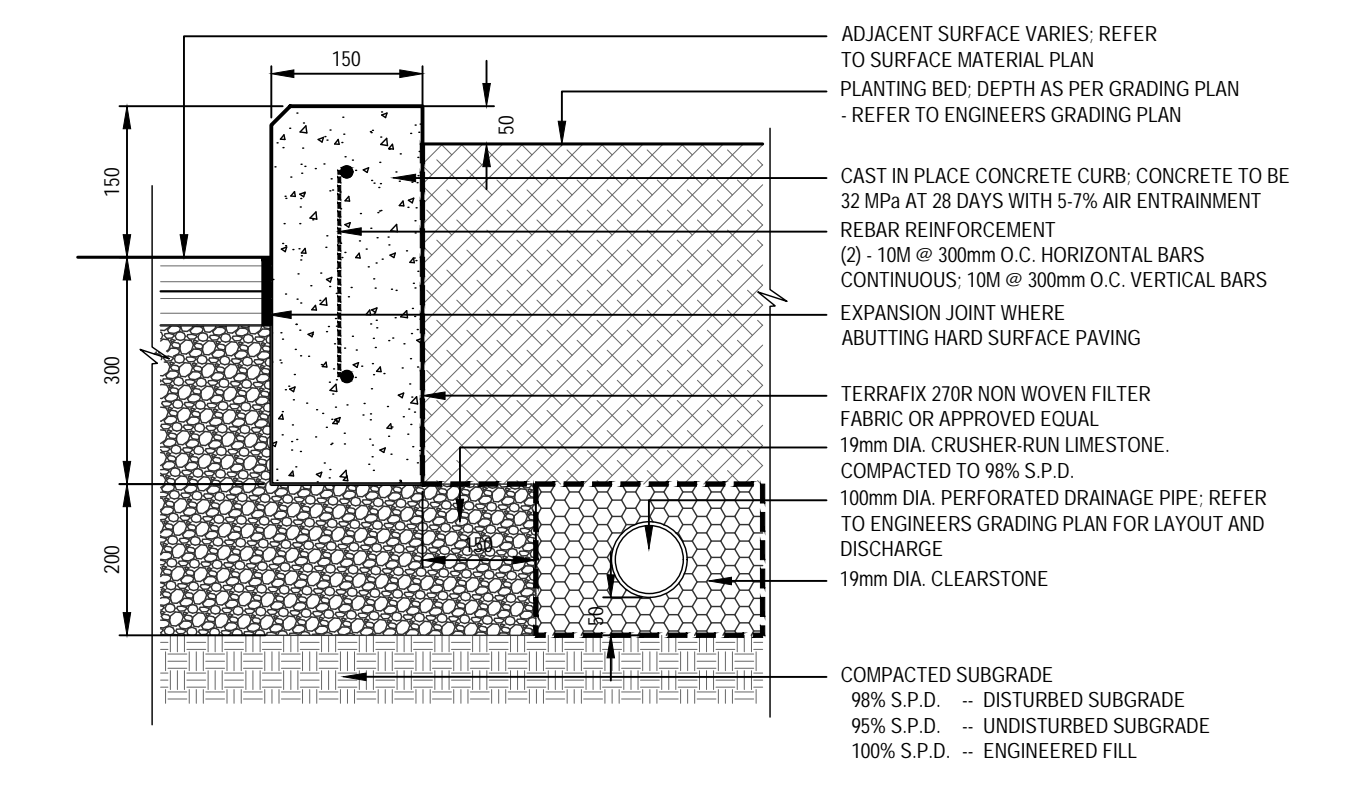 ADJACENT SURFACE VARIES; REFER
TO SURFACE MATERIAL PLAN
PLANTING BED; DEPTH AS PER GRADING PLAN
- REFER TO ENGINEERS GRADING PLAN
CAST IN PLACE CONCRETE CURB; CONCRETE TO BE
32 MPa AT 28 DAYS WITH 5-7% AIR ENTRAINMENT
REBAR REINFORCEMENT
(2) - 10M @ 300mm O.C. HORIZONTAL BARS
CONTINUOUS; 10M @ 300mm O.C. VERTICAL BARS
EXPANSION JOINT WHERE
ABUTTING HARD SURFACE PAVING
TERRAFIX 270R NON WOVEN FILTER
FABRIC OR APPROVED EQUAL
19mm DIA. CRUSHER-RUN LIMESTONE.
COMPACTED TO 98% S.P.D.
100mm DIA. PERFORATED DRAINAGE PIPE; REFER
TO ENGINEERS GRADING PLAN FOR LAYOUT AND
DISCHARGE
19mm DIA. CLEARSTONE
COMPACTED SUBGRADE
98% S.P.D. -- DISTURBED SUBGRADE
95% S.P.D. -- UNDISTURBED SUBGRADE
100% S.P.D. -- ENGINEERED FILL
150
50
150
300
200
150
50